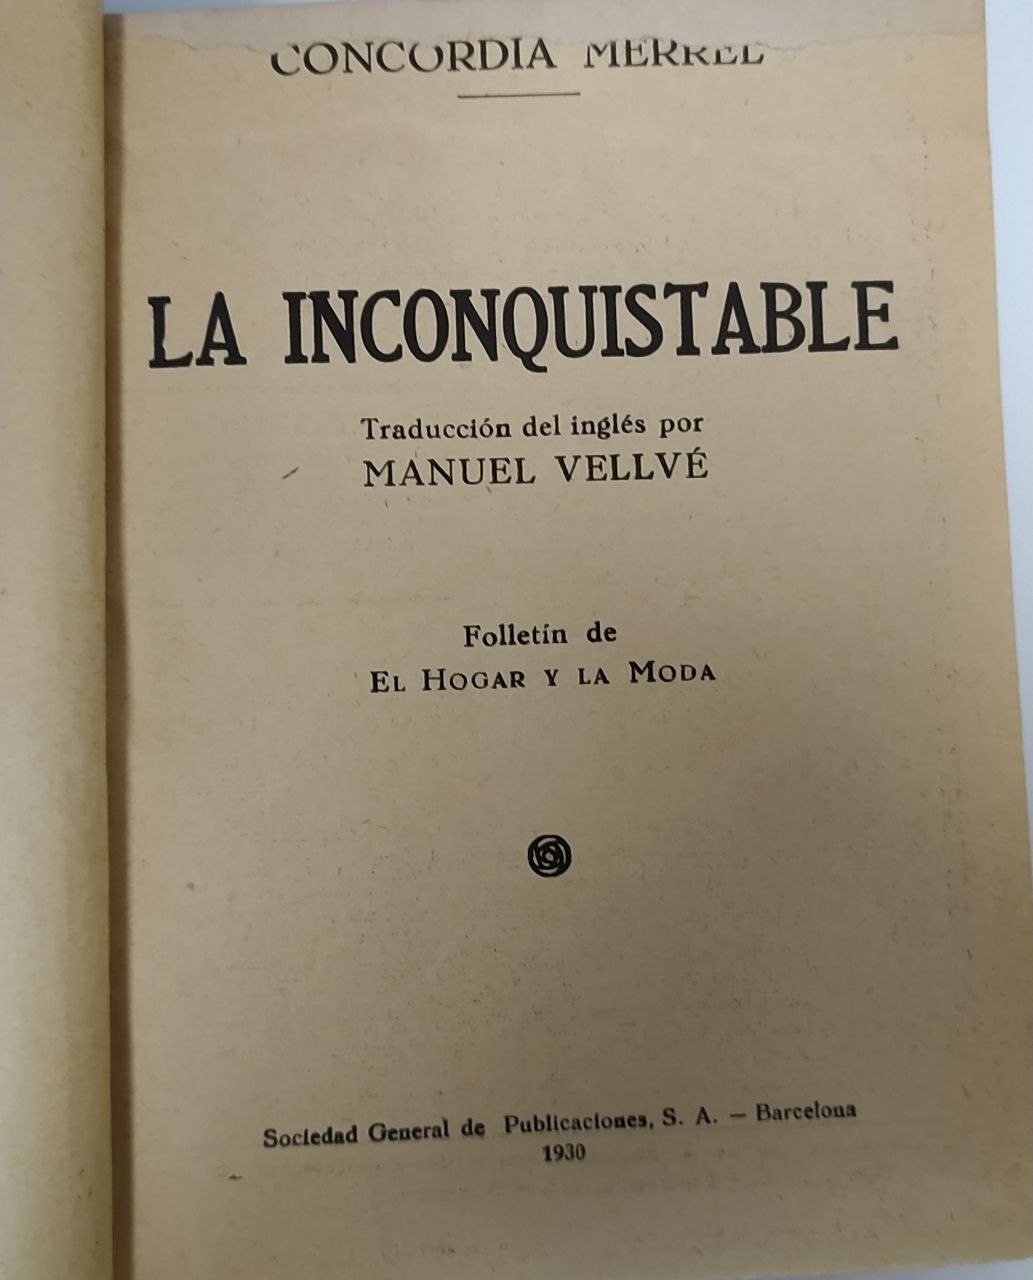 CONCORDIA MERREL
LA INCONQUISTABLE
Traducción del inglés por
MANUEL VELLVÉ
Folletín de
EL HOGAR Y LA MODA
Sociedad General de Publicaciones, S. A. — Barcelona
1930